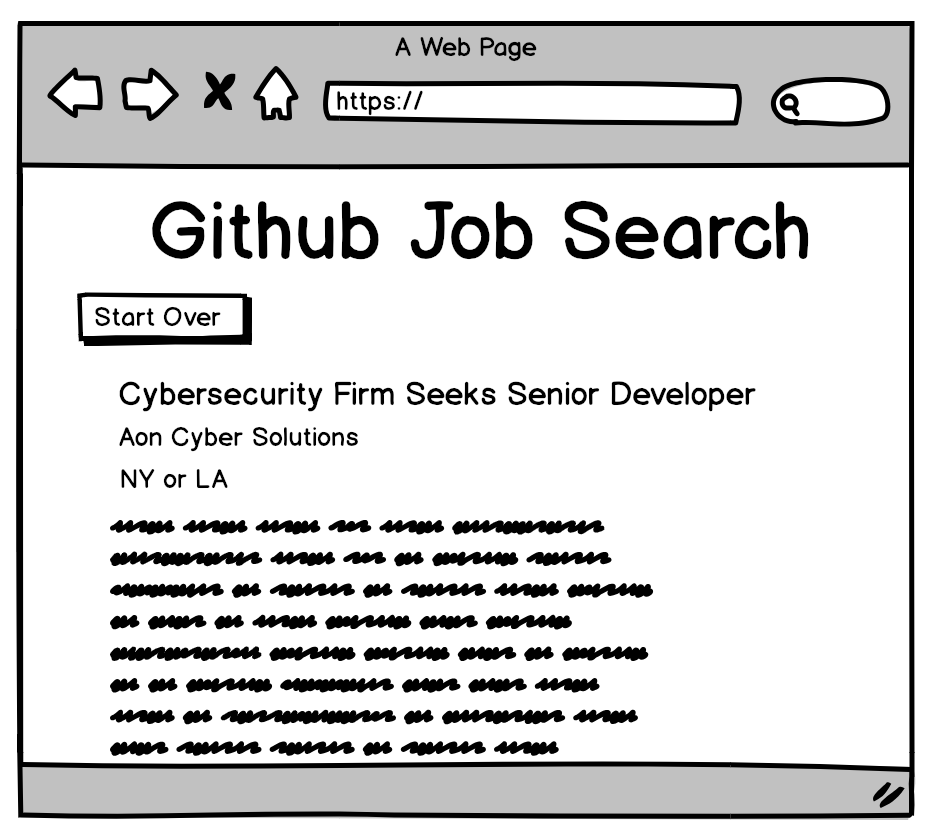 A Web Page
https://
Github Job Search
Start Over
Cybersecurity Firm Seeks Senior Developer
Aon Cyber Solutions
NY or LA